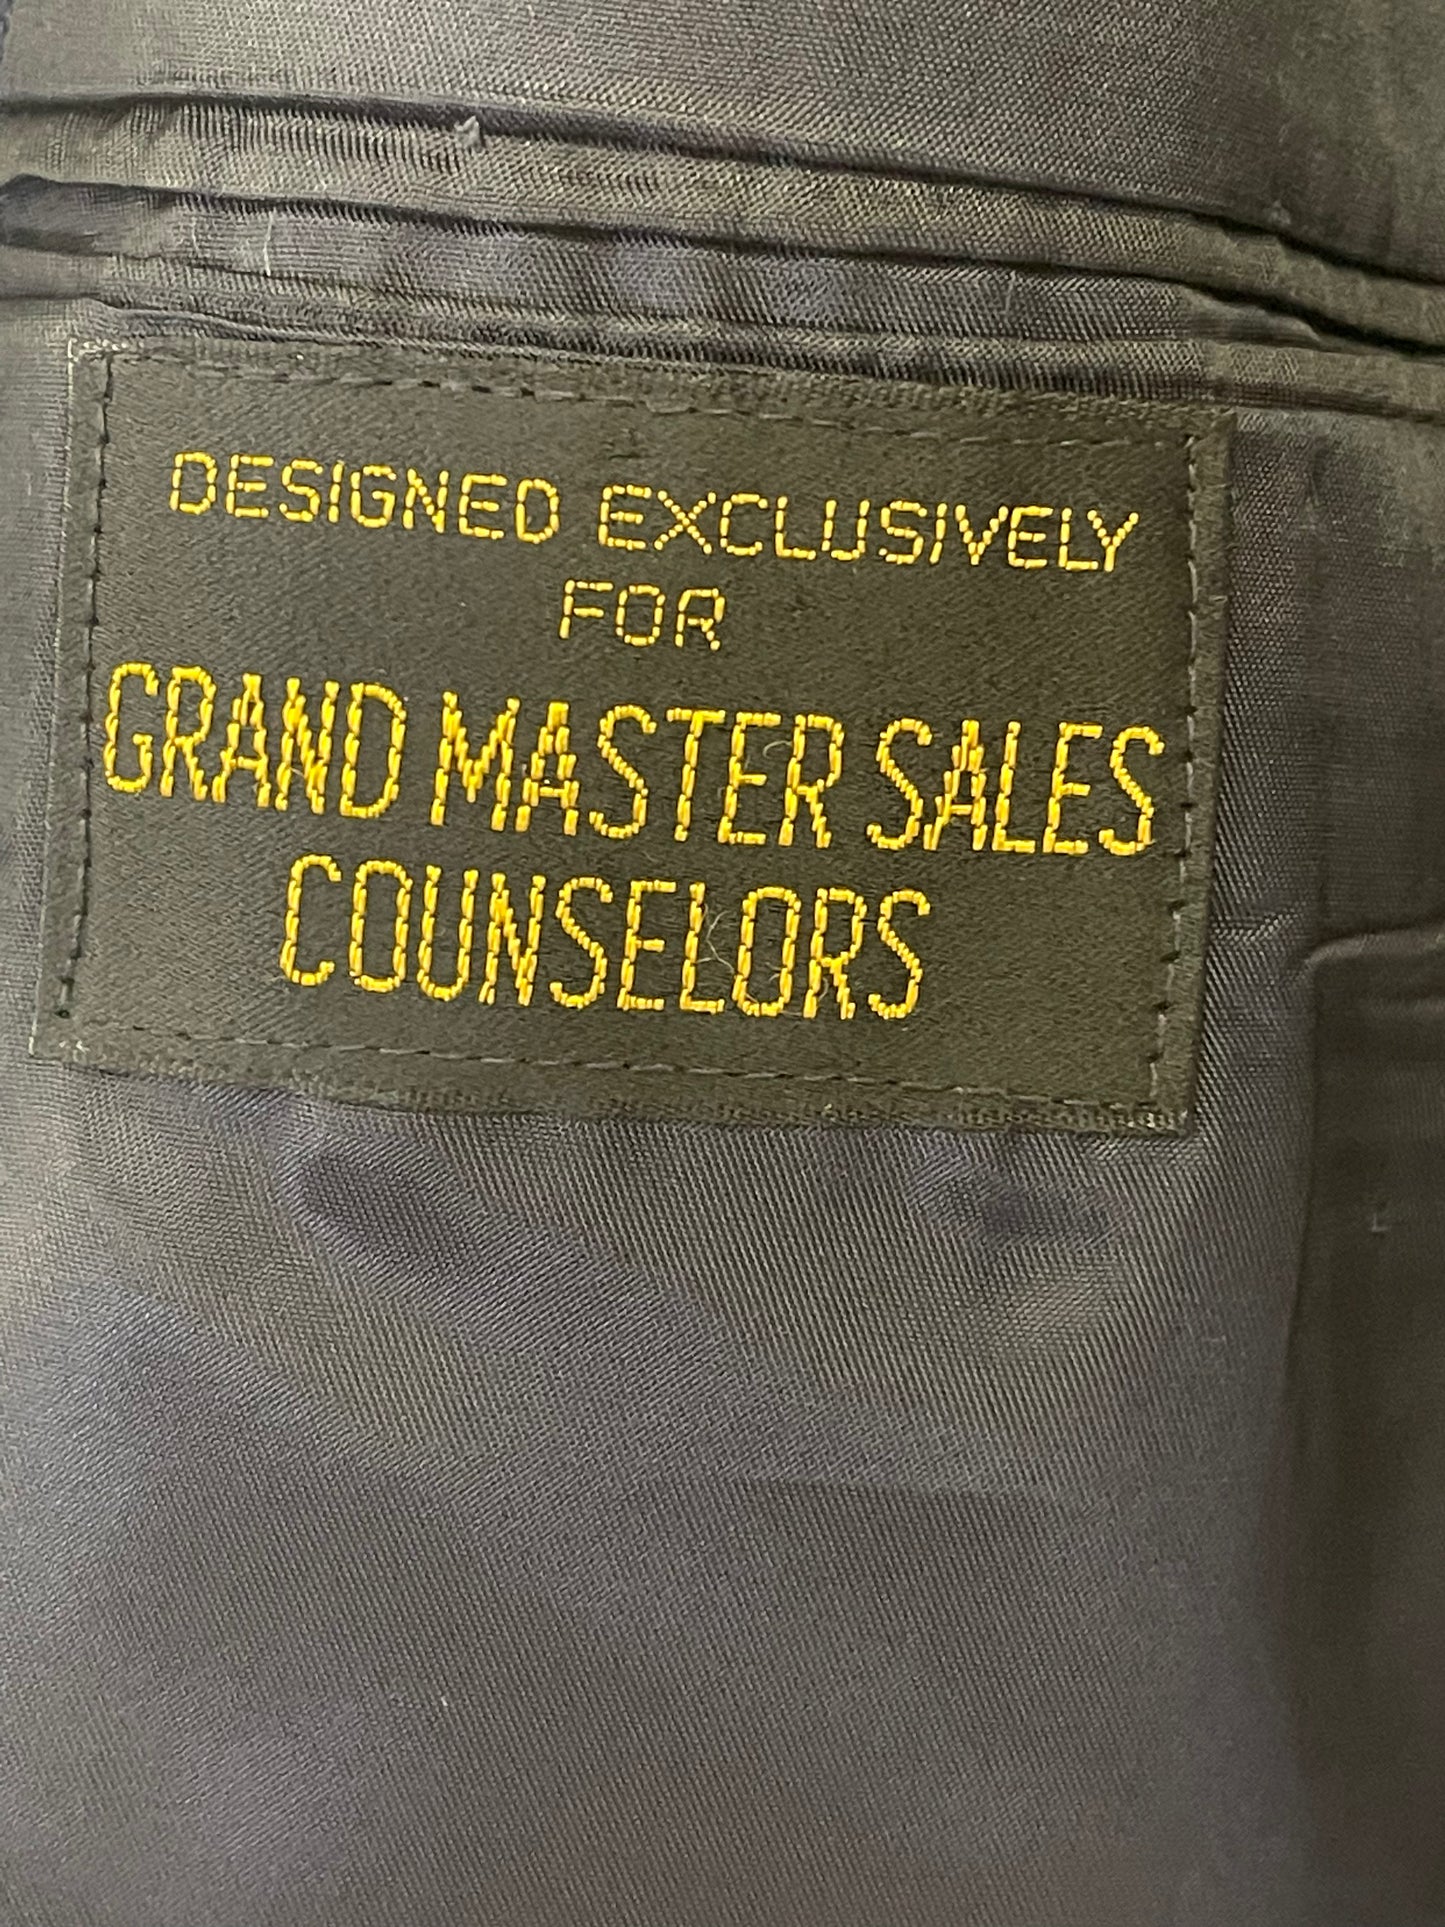 DESIGNED EXCLUSIVELY
FOR
GRAND MASTER SALES
COUNSELORS